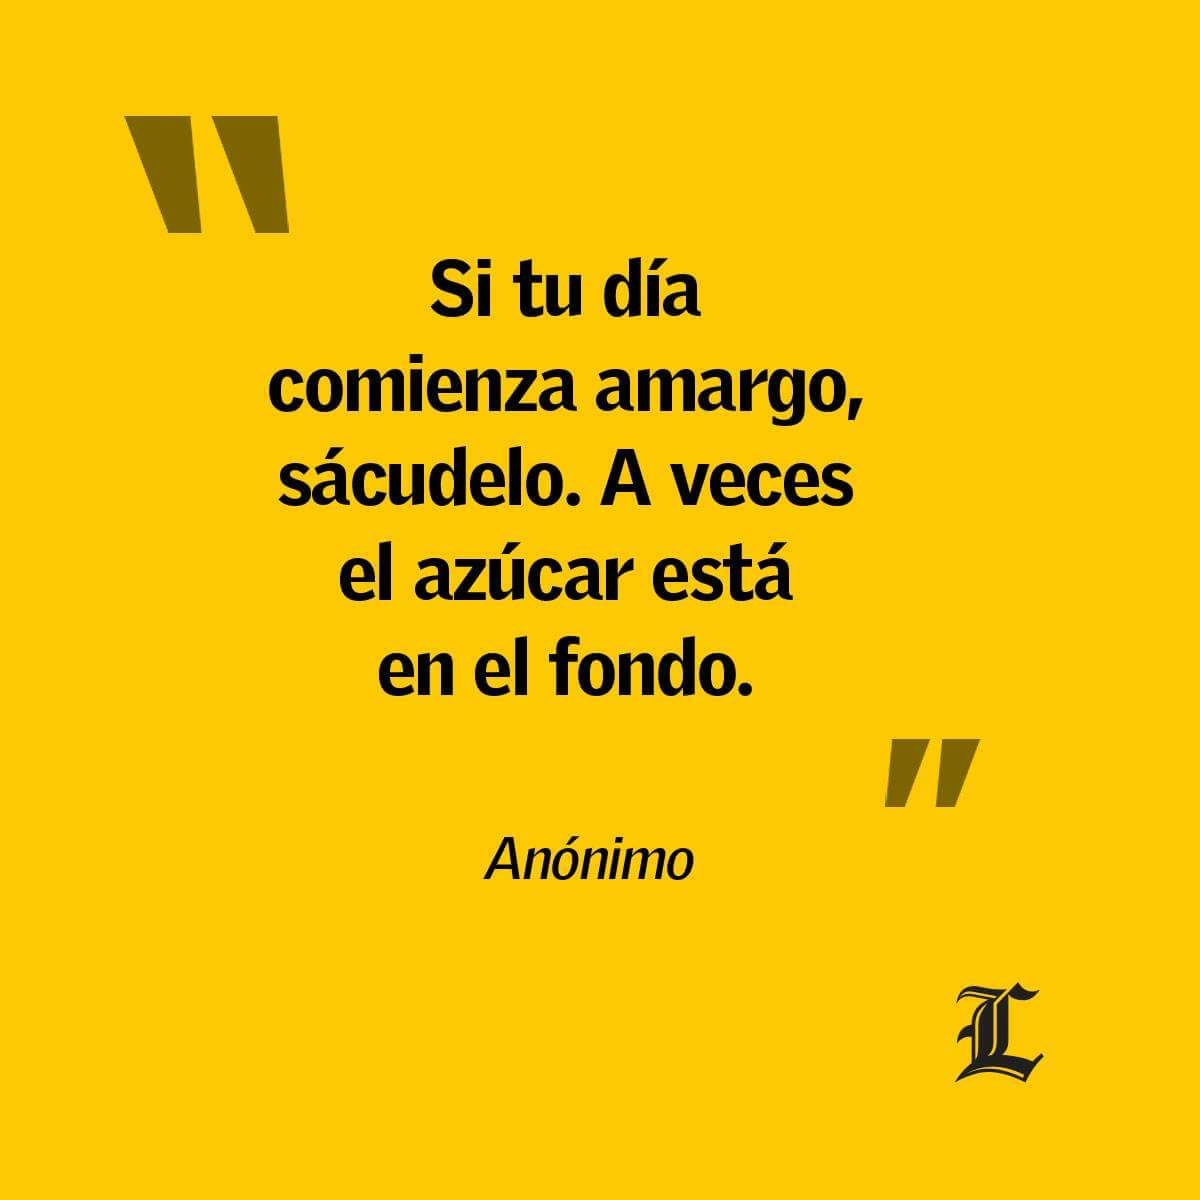 "
Si tu día
comienza amargo,
sácudelo. A veces
el azúcar está
en el fondo.
"
Anónimo
L